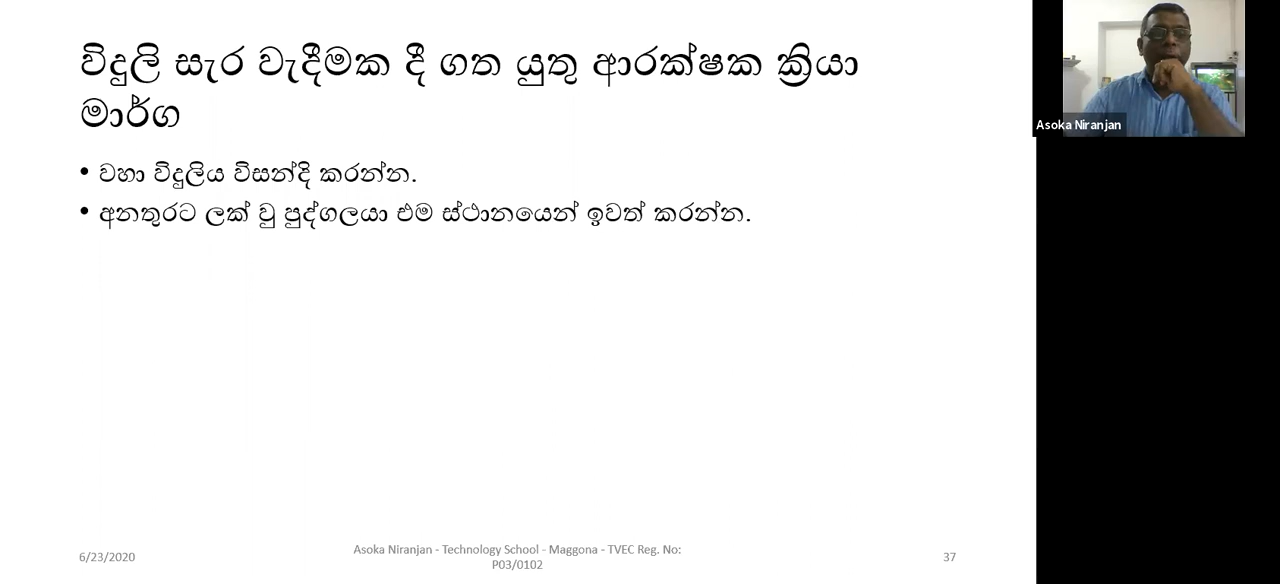 විදුලි සැර වැදීමක දී ගත යුතු ආරක්ෂක ක්‍රියා
මාර්ග
• වහා විදුලිය විසන්දි කරන්න.
• අනතුරට ලක් වු පුද්ගලයා එම ස්ථානයෙන් ඉවත් කරන්න.
6/23/2020
Asoka Niranjan - Technology School - Maggona - TVEC Reg. No:
P03/0102
37
Asoka Niranjan